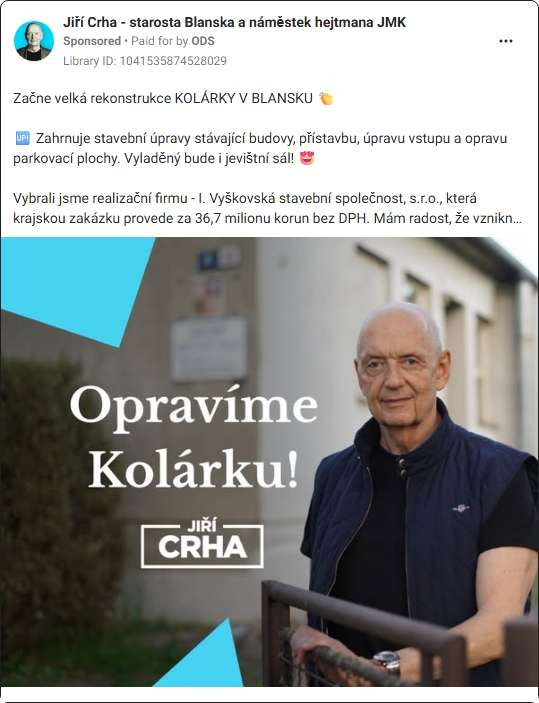 Jiří Crha - starosta Blanska a náměstek hejtmana JMK
Sponsored • Paid for by ODS
Library ID: 1041535874528029
Začne velká rekonstrukce KOLÁRKY V BLANSKU 👏
🆙 Zahrnuje stavební úpravy stávající budovy, přístavbu, úpravu vstupu a opravu
parkovací plochy. Vyladěný bude i jevištní sál! 😍
Vybrali jsme realizační firmu - I. Vyškovská stavební společnost, s.r.o., která
krajskou zakázku provede za 36,7 milionu korun bez DPH. Mám radost, že vznikn...
Opravíme
Kolárku!
JIŘÍ
CRHA